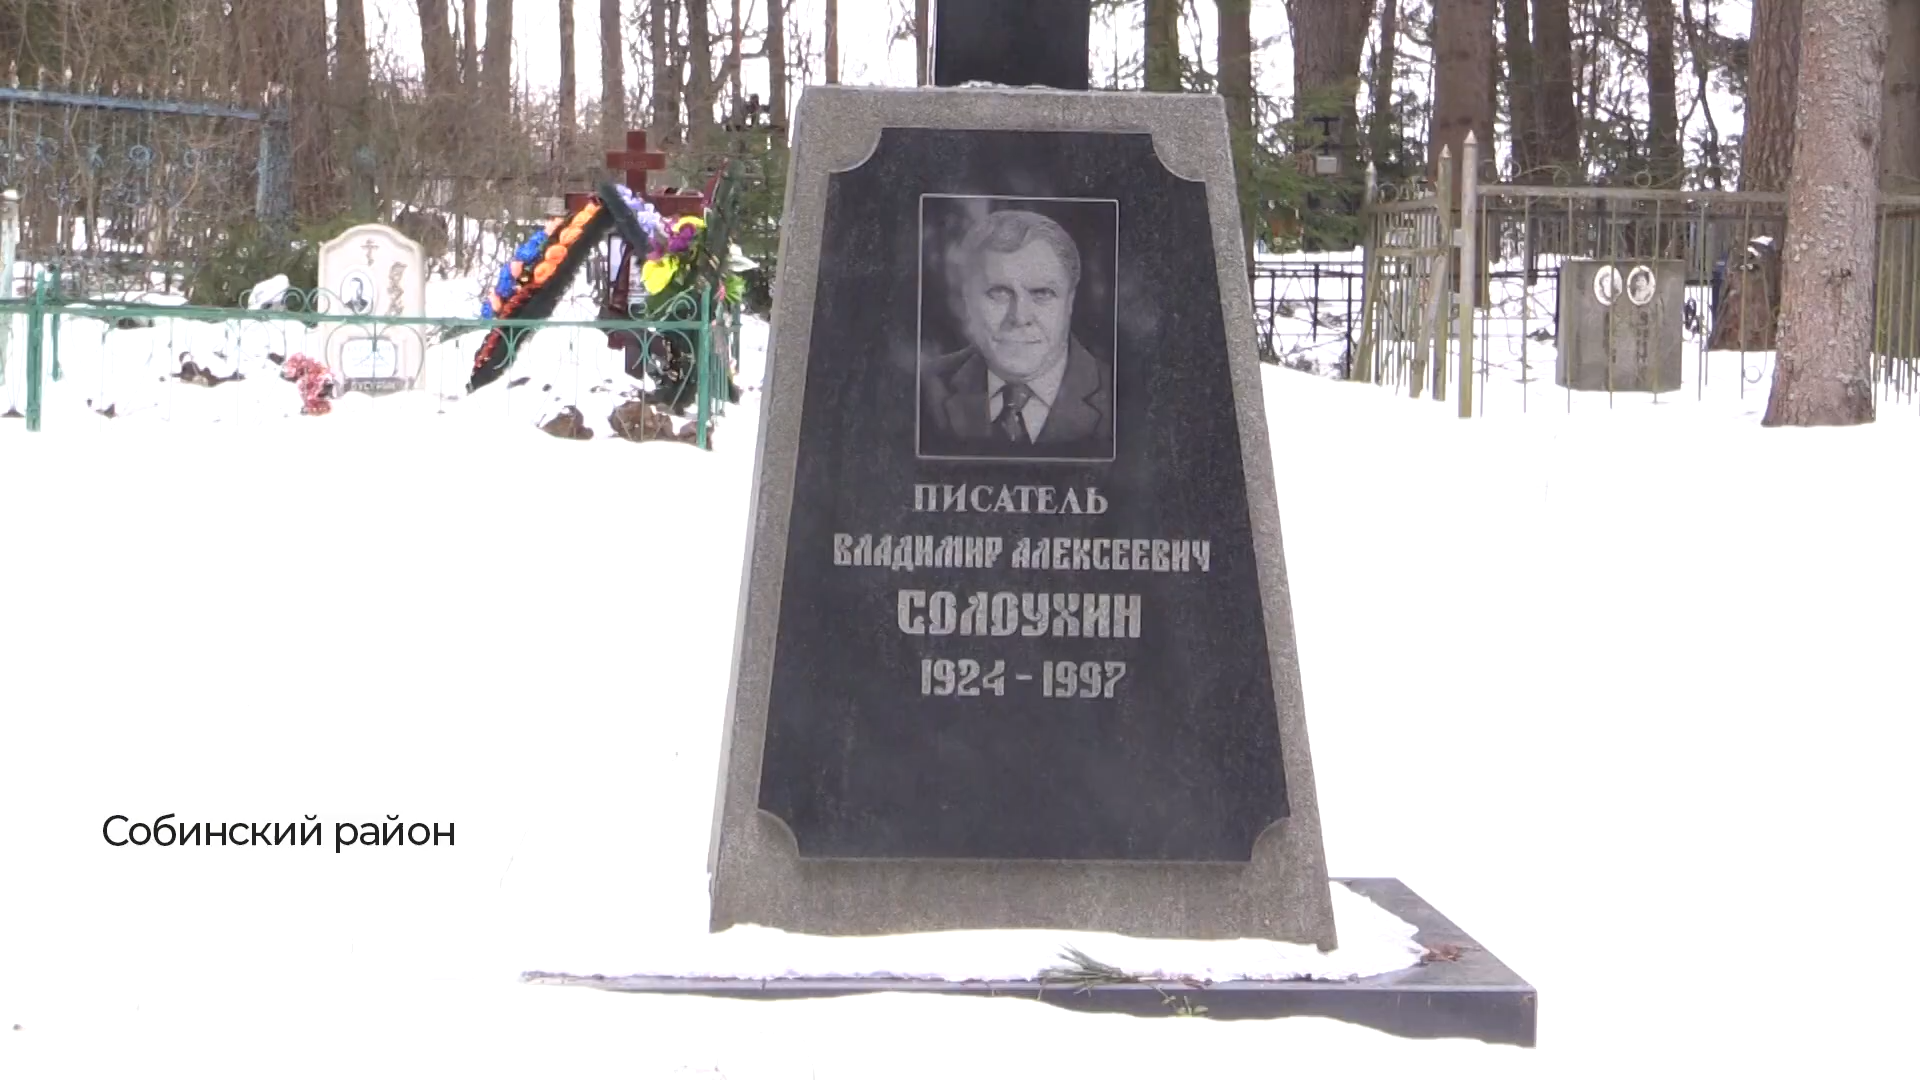 ПИСАТЕЛЬ
ВЛАДИМИР АЛЕКСЕЕВИЧ
СОЛОУХИН
1924 - 1997
Собинский район